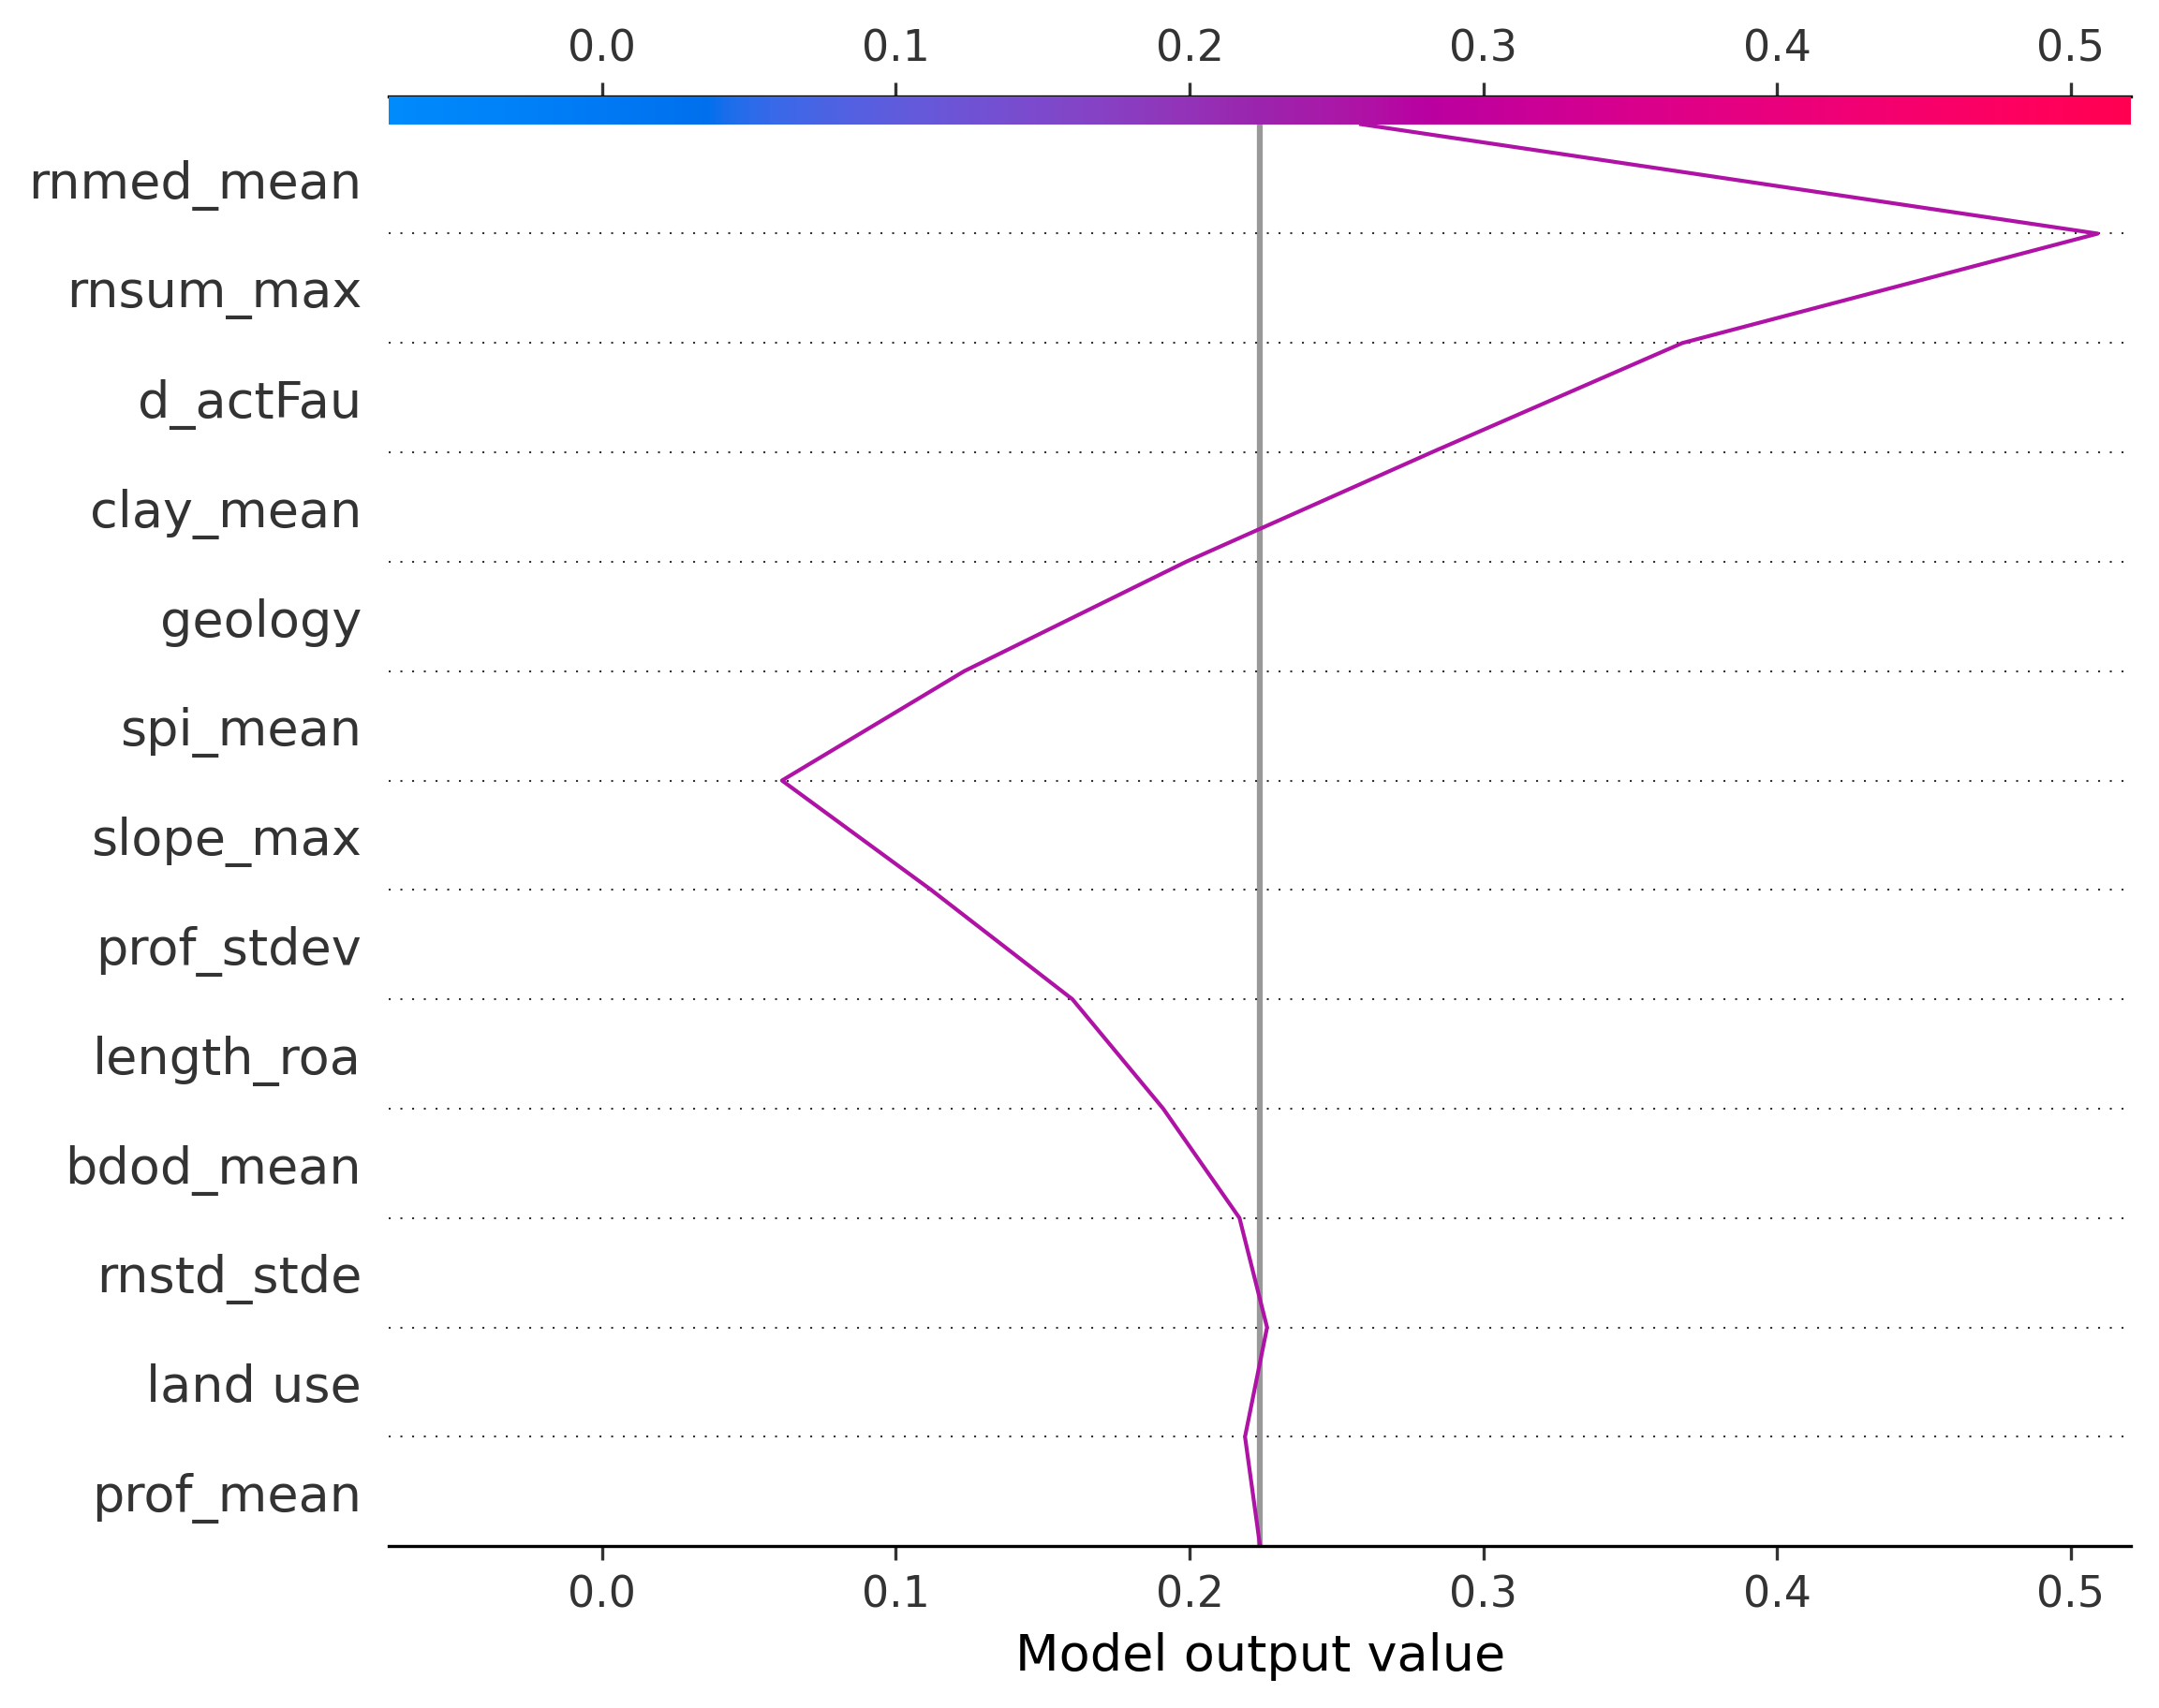 0.0 0.1 0.2 0.3 0.4 0.5
rnmed_mean
rnsum_max
d_actFau
clay_mean
geology
spi_mean
slope_max
prof_stdev
length_roa
bdod_mean
rnstd_stde
land use
prof_mean
0.0 0.1 0.2 0.3 0.4 0.5
Model output value